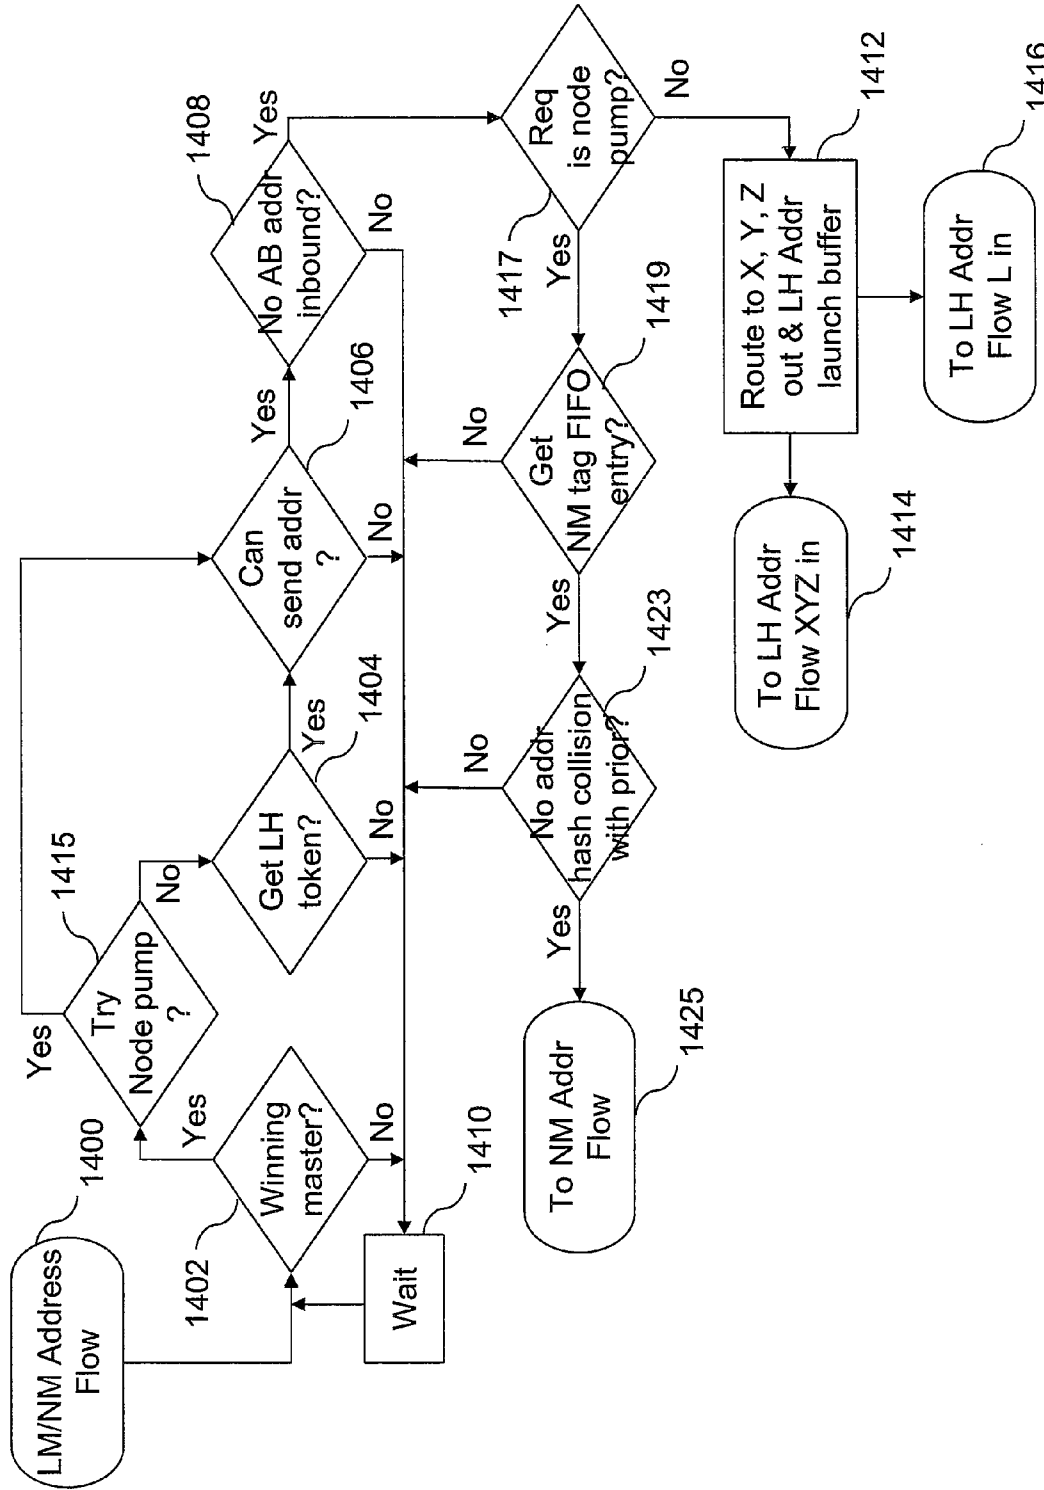 LM/NM Address
Flow
1400
Winning
master?
1402
Yes
No
Wait
1410
Try
Node pump
?
1415
Yes
No
Get LH
token?
1404
Yes
No
Can
send addr
?
1406
Yes
No
No AB addr
inbound?
1408
Yes
No
Req
is node
pump?
1417
Yes
No
Get
NM tag FIFO
entry?
1419
No
Yes
No addr
hash collision
with prior?
1423
No
Yes
To NM Addr
Flow
1425
Route to X, Y, Z
out & LH Addr
launch buffer
1412
To LH Addr
Flow XYZ in
1414
To LH Addr
Flow L in
1416